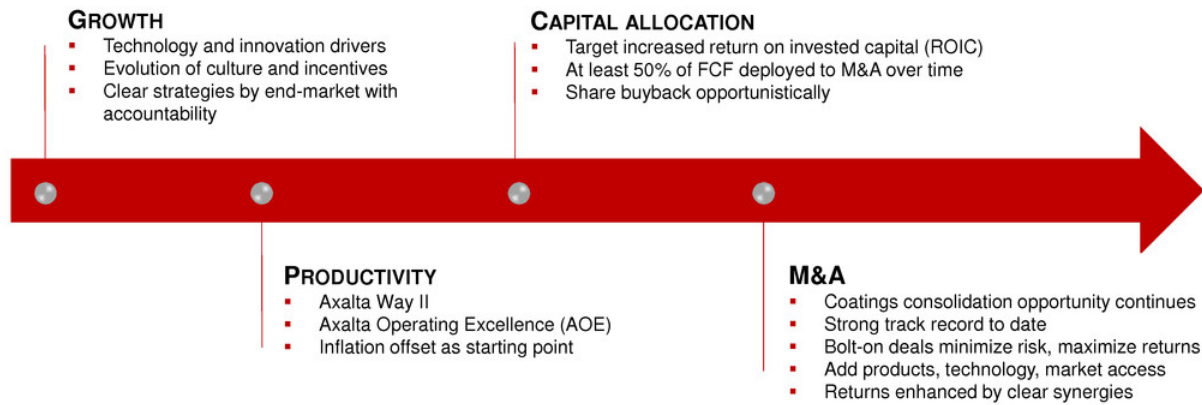 GROWTH
▪ Technology and innovation drivers
▪ Evolution of culture and incentives
▪ Clear strategies by end-market with
accountability
CAPITAL ALLOCATION
▪ Target increased return on invested capital (ROIC)
▪ At least 50% of FCF deployed to M&A over time
▪ Share buyback opportunistically
PRODUCTIVITY
▪ Axalta Way II
▪ Axalta Operating Excellence (AOE)
▪ Inflation offset as starting point
M&A
▪ Coatings consolidation opportunity continues
▪ Strong track record to date
▪ Bolt-on deals minimize risk, maximize returns
▪ Add products, technology, market access
▪ Returns enhanced by clear synergies